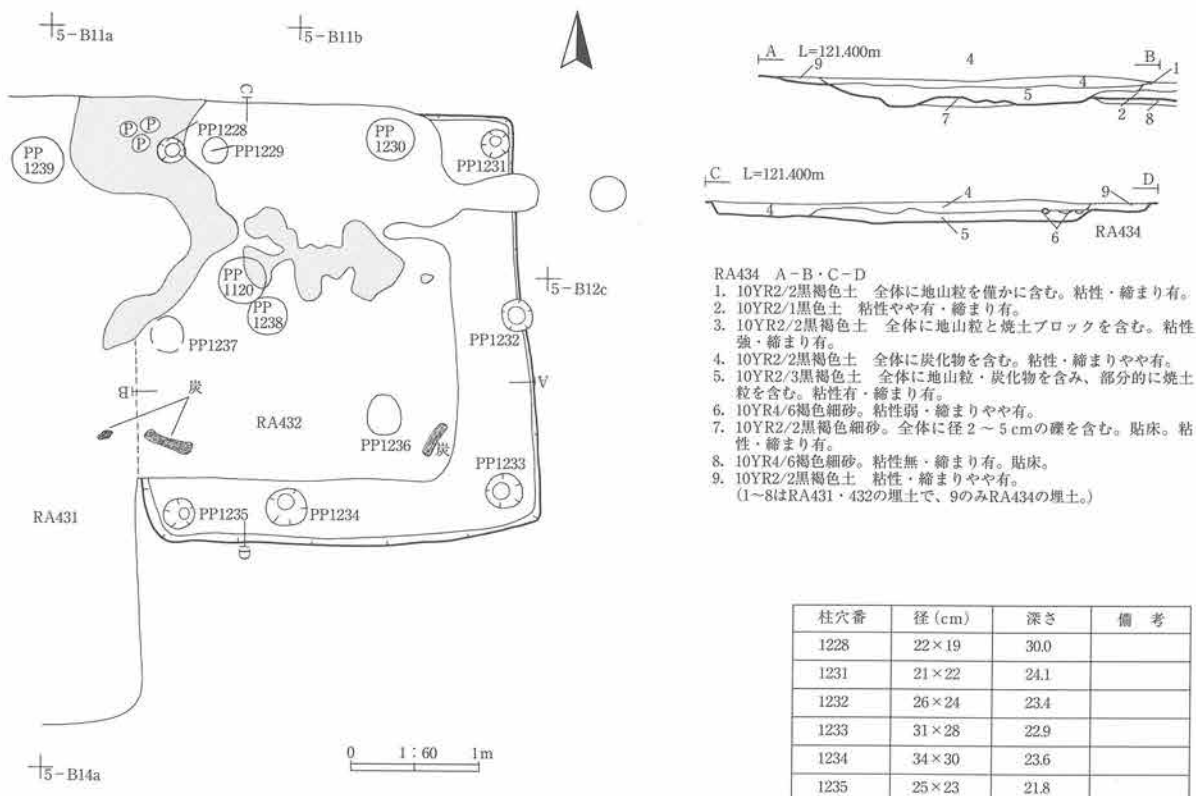 5-B11a
5-B11b
C
P P P
PP1228
PP1229
PP
1230
PP1231
PP
1239
PP
1120
PP
1238
5-B12c
PP1232
PP1237
B
A
炭
RA432
PP1236
炭
PP1233
RA431
PP1235
PP1234
D
5-B14a
0 1:60 1m
A L=121.400m B
9 4 4 1
5
7 2 8
C L=121.400m D
4 4 9
5 6 RA434
RA434 A-B・C-D
1. 10YR2/2黒褐色土 全体に地山粒を僅かに含む。粘性・締まり有。
2. 10YR2/1黒色土 粘性やや有・締まり有。
3. 10YR2/2黒褐色土 全体に地山粒と焼土ブロックを含む。粘性
強・締まり有。
4. 10YR2/2黒褐色土 全体に炭化物を含む。粘性・締まりやや有。
5. 10YR2/3黒褐色土 全体に地山粒・炭化物を含み、部分的に焼土
粒を含む。粘性有・締まり有。
6. 10YR4/6褐色細砂。粘性弱・締まりやや有。
7. 10YR2/2黒褐色細砂。全体に径2〜5cmの礫を含む。貼床。粘
性・締まり有。
8. 10YR4/6褐色細砂。粘性無・締まり有。貼床。
9. 10YR2/2黒褐色土 粘性・締まりやや有。
(1〜8はRA431・432の埋土で、9のみRA434の埋土。)
柱穴番 径(cm) 深さ 備考
1228 22×19 30.0
1231 21×22 24.1
1232 26×24 23.4
1233 31×28 22.9
1234 34×30 23.6
1235 25×23 21.8